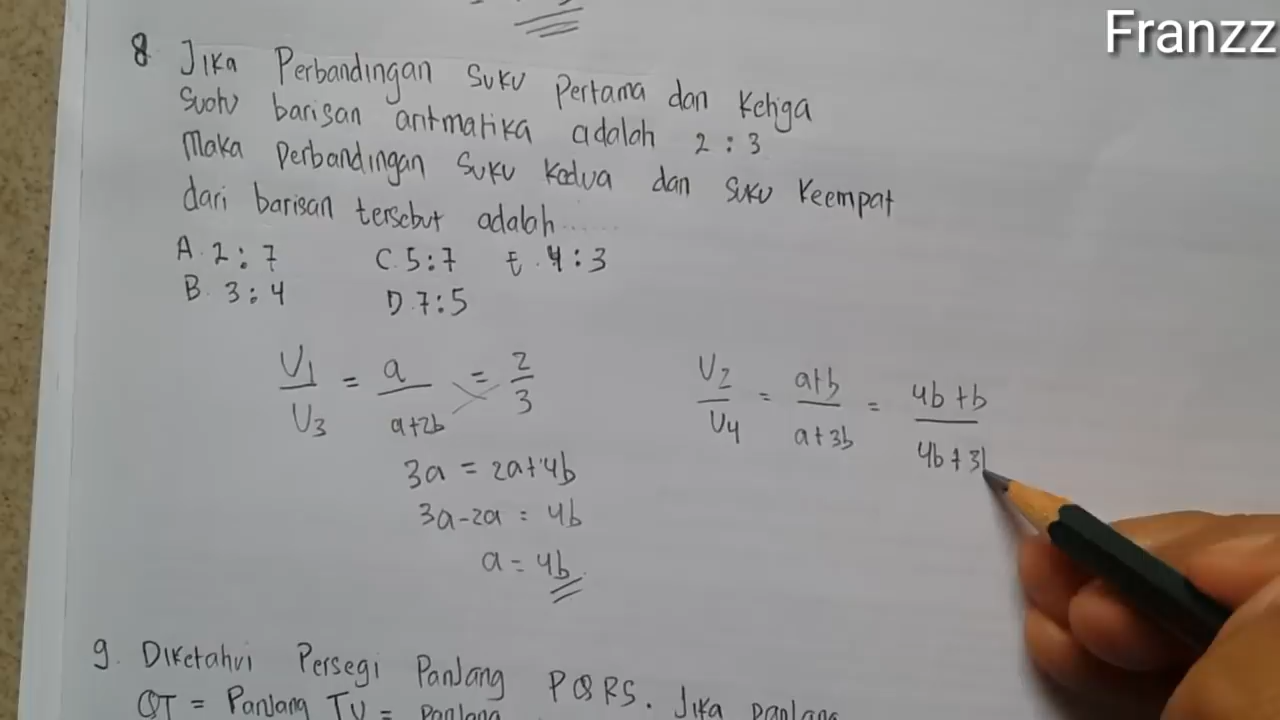 Franzz
8 Jika Perbandingan Suku Pertama dan Ketiga
Suatu barisan aritmatika adalah 2 : 3
Maka Perbandingan Suku Kedua dan Suku Keempat
dari barisan tersebut adalah......
A. 2 : 7 C. 5 : 7 E. 4 : 3
B. 3 : 4 D. 7 : 5
U1/U3 = a/a+2b = 2/3 U2/U4 = a+b/a+3b = 4b+b/4b+3b
3a = 2a+4b
3a-2a = 4b
a = 4b
9. Diketahui Persegi Panjang PQRS. Jika panjang
QT = Panjang TU = Panjang